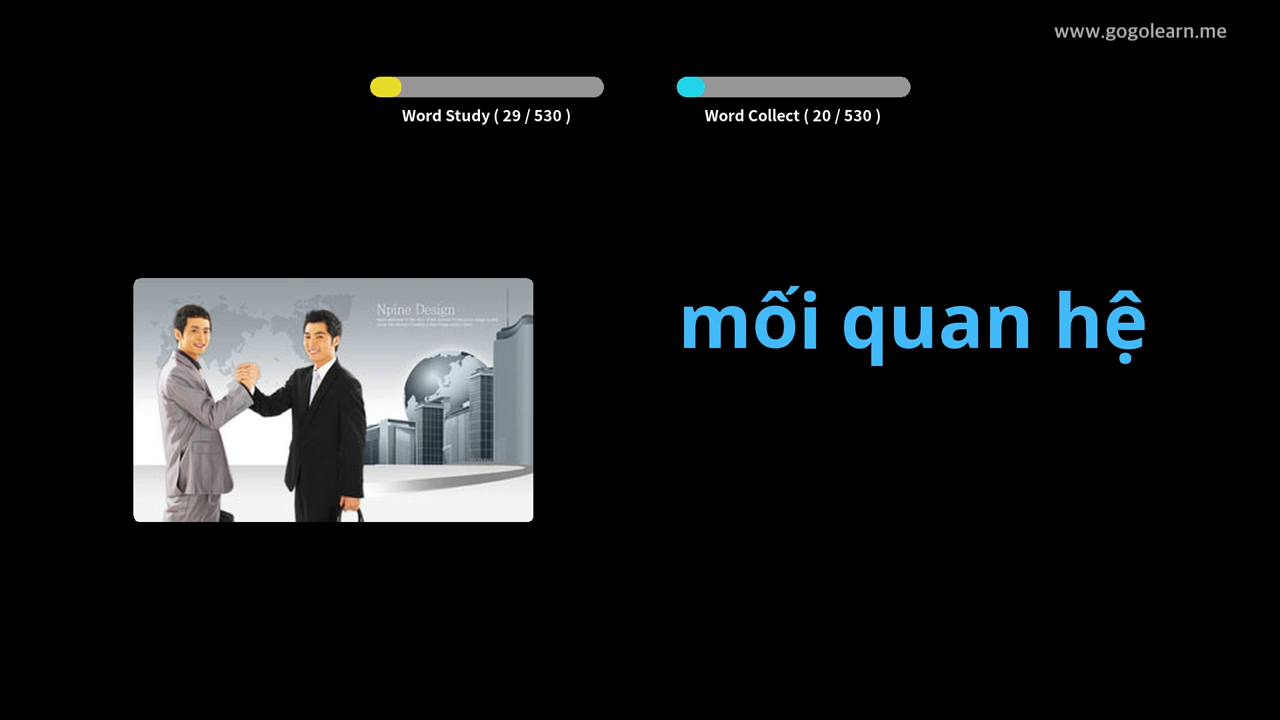 www.gogolearn.me
Word Study ( 29 / 530 )
Word Collect ( 20 / 530 )
Npine Design
mối quan hệ